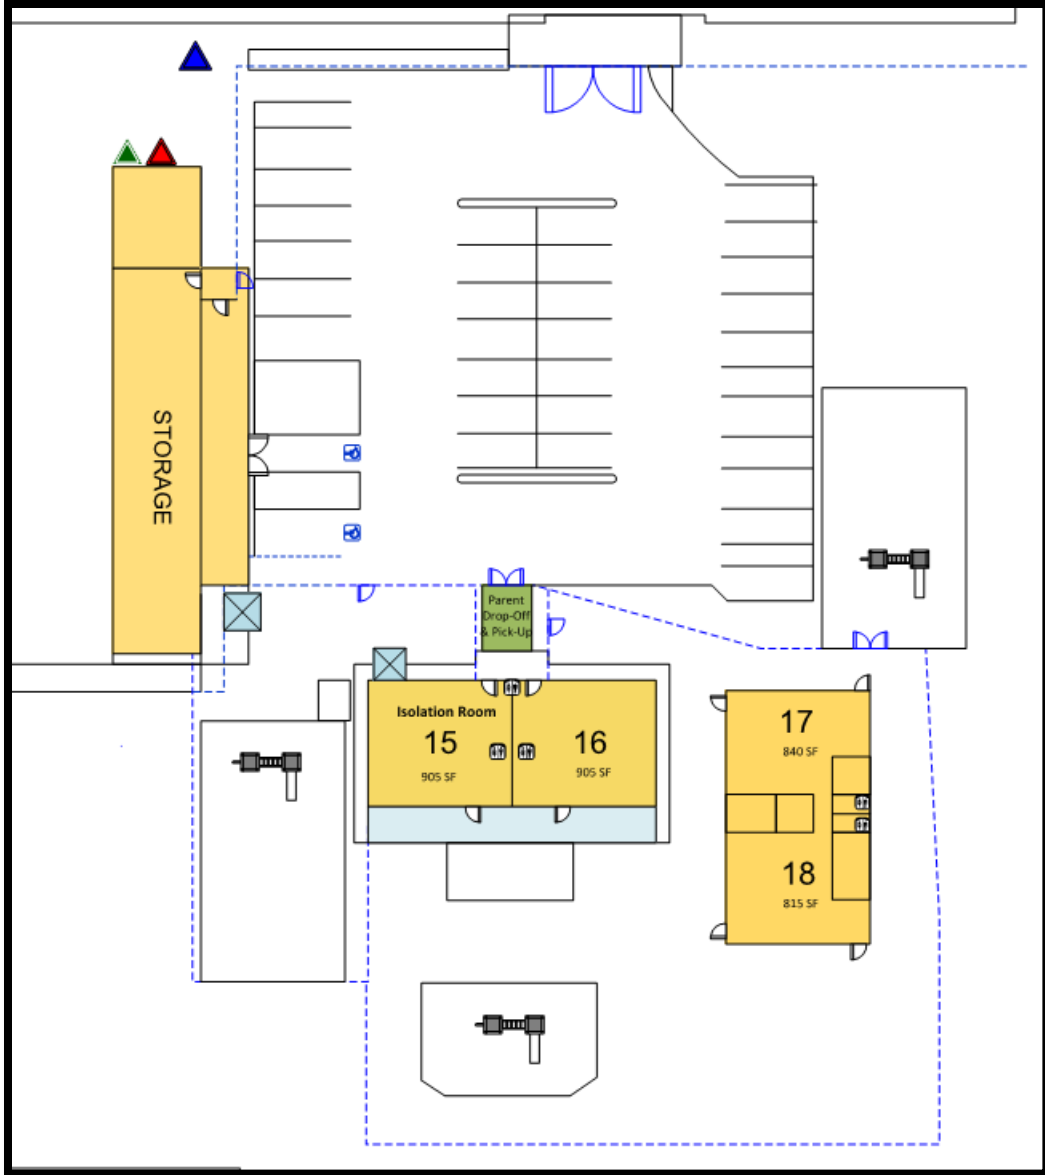 STORAGE
Parent
Drop-Off
& Pick-Up
Isolation Room
15
905 SF
16
905 SF
17
840 SF
18
815 SF